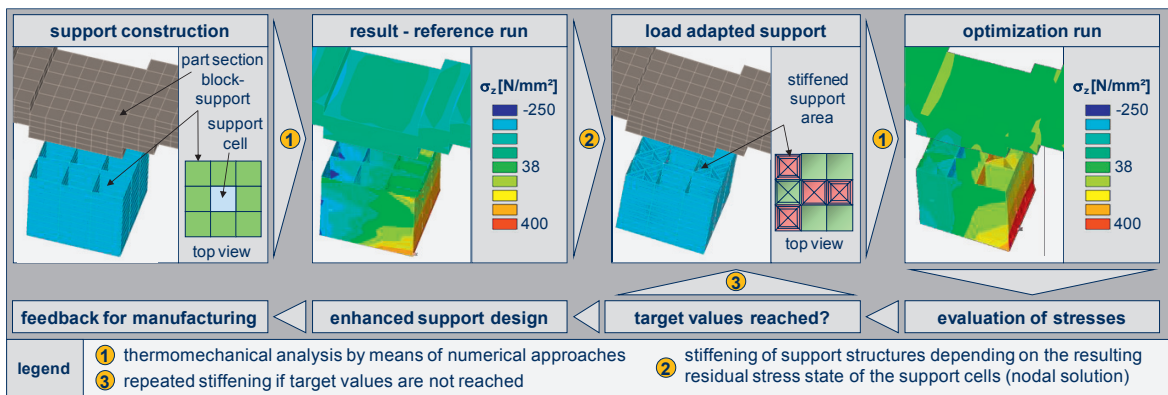 support construction
part section
block-
support
support
cell
top view
1
result - reference run
σz [N/mm²]
-250
38
400
2
load adapted support
stiffened
support
area
top view
1
optimization run
σz [N/mm²]
-250
38
400
3
feedback for manufacturing
enhanced support design
target values reached?
evaluation of stresses
legend
1 thermomechanical analysis by means of numerical approaches
3 repeated stiffening if target values are not reached
2 stiffening of support structures depending on the resulting
residual stress state of the support cells (nodal solution)